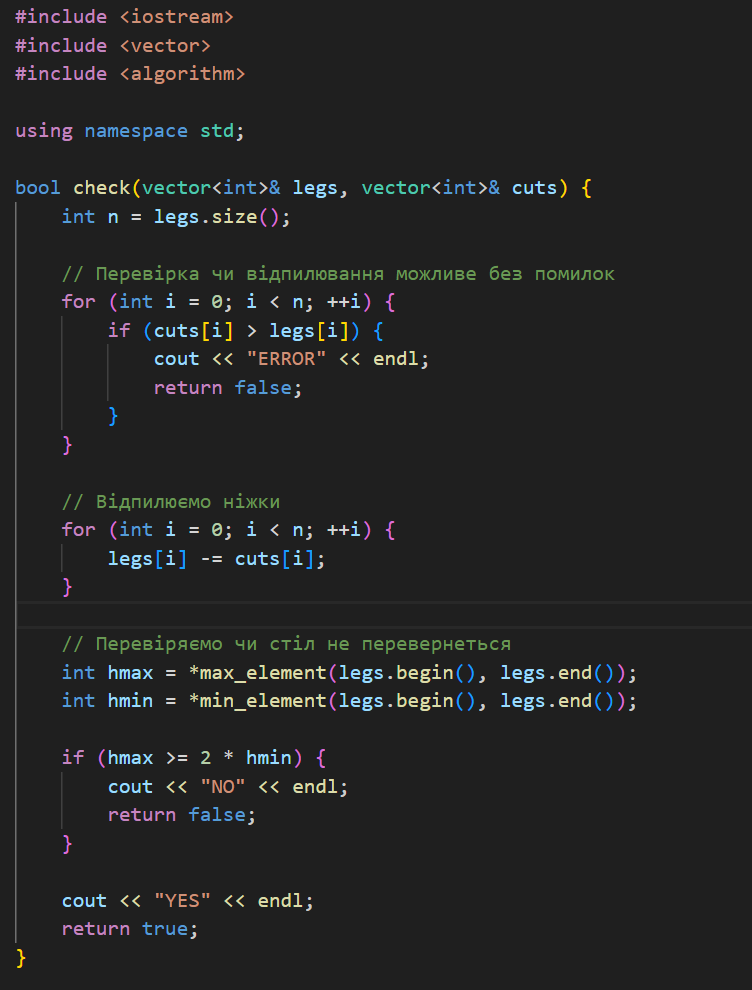 #include <iostream>
#include <vector>
#include <algorithm>
using namespace std;
bool check(vector<int>& legs, vector<int>& cuts) {
int n = legs.size();
// Перевірка чи відпилювання можливе без помилок
for (int i = 0; i < n; ++i) {
if (cuts[i] > legs[i]) {
cout << "ERROR" << endl;
return false;
}
}
// Відпилюємо ніжки
for (int i = 0; i < n; ++i) {
legs[i] -= cuts[i];
}
// Перевіряємо чи стіл не перевернеться
int hmax = *max_element(legs.begin(), legs.end());
int hmin = *min_element(legs.begin(), legs.end());
if (hmax >= 2 * hmin) {
cout << "NO" << endl;
return false;
}
cout << "YES" << endl;
return true;
}